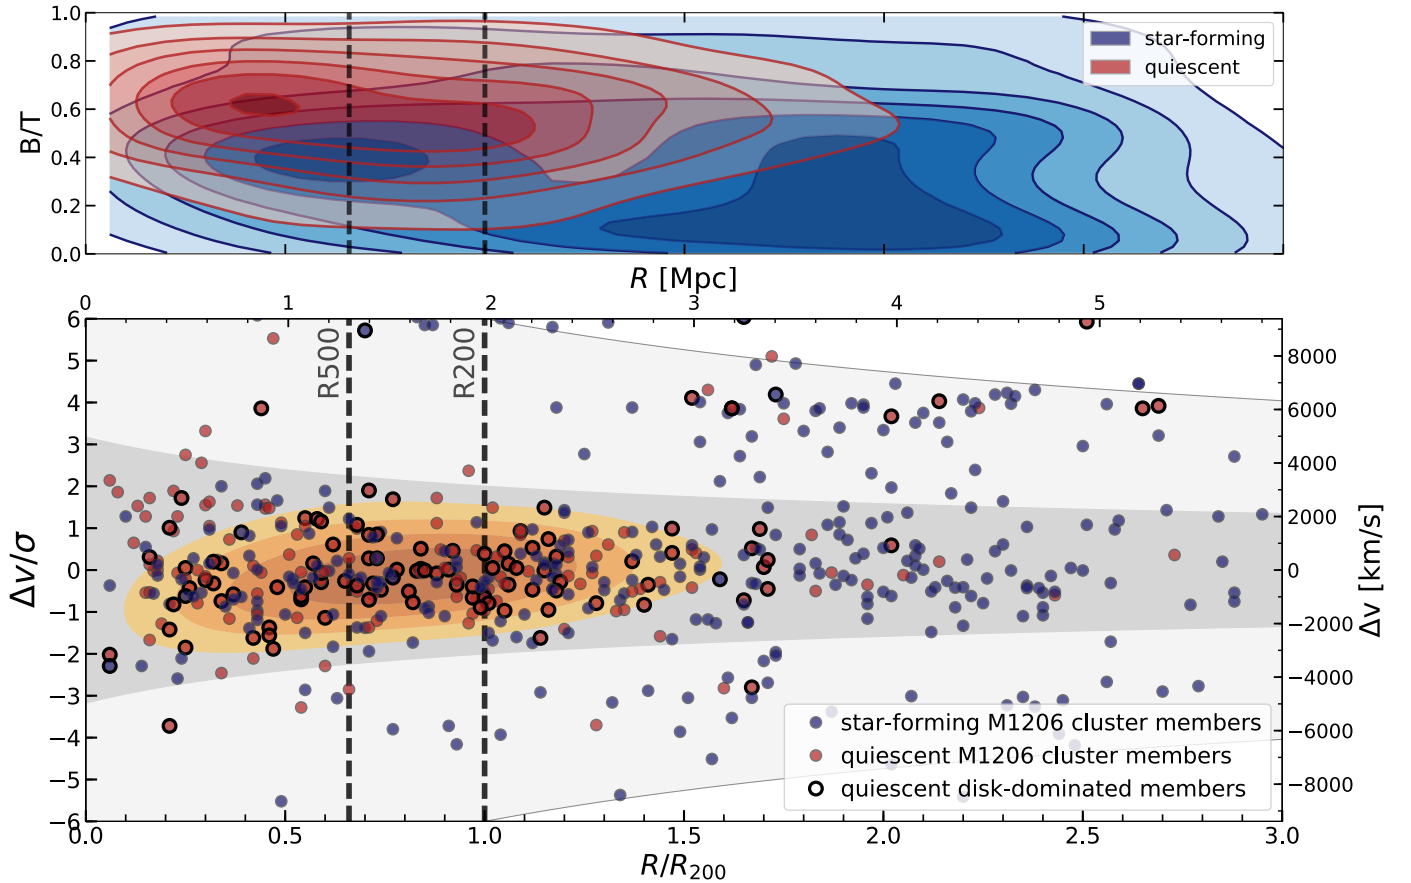 1.0
0.8
0.6
0.4
0.2
0.0
B/T
star-forming
quiescent
R [Mpc]
0 1 2 3 4 5
6
5
4
3
2
1
0
−1
−2
−3
−4
−5
−6
Δv/σ
R500
R200
8000
6000
4000
2000
0
−2000
−4000
−6000
−8000
Δv [km/s]
star-forming M1206 cluster members
quiescent M1206 cluster members
quiescent disk-dominated members
0.0 0.5 1.0 1.5 2.0 2.5 3.0
R/R200